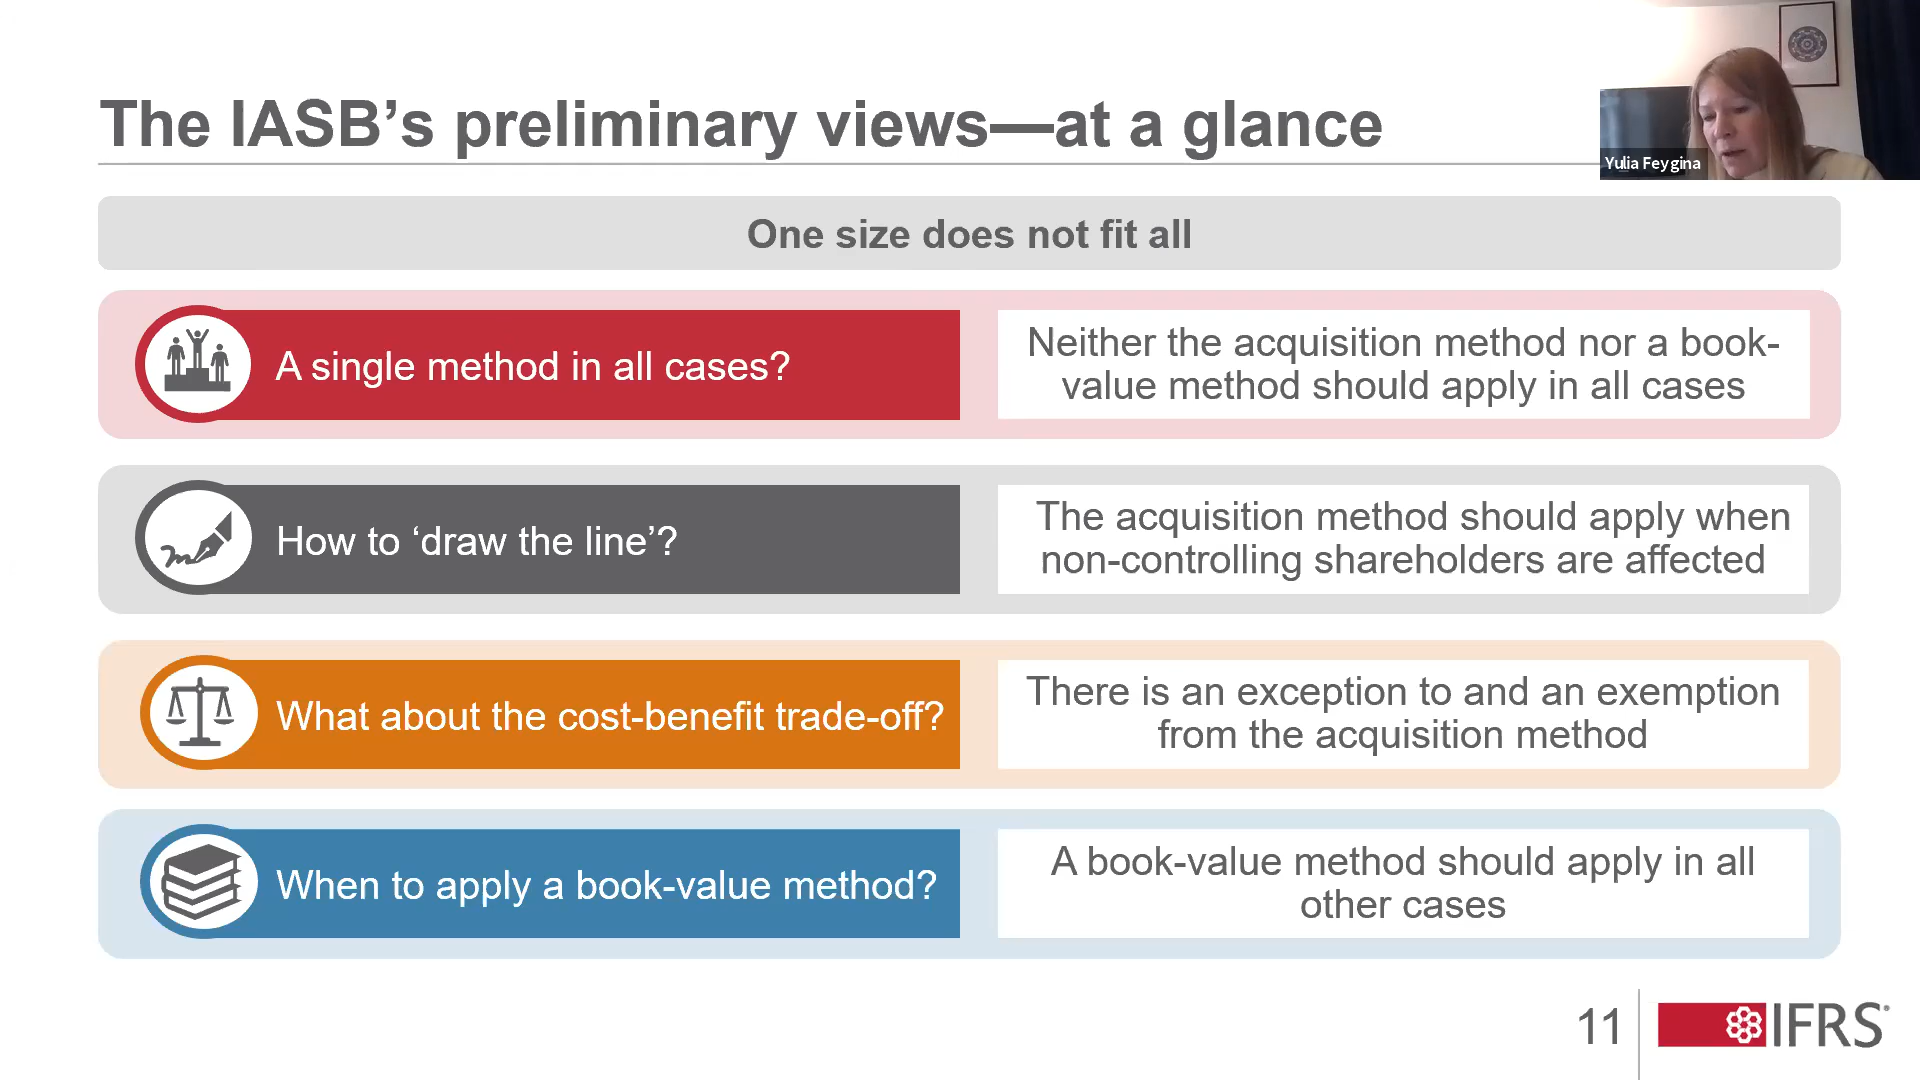 The IASB’s preliminary views—at a glance
Yulia Feygina
One size does not fit all
A single method in all cases?
Neither the acquisition method nor a book-
value method should apply in all cases
How to ‘draw the line’?
The acquisition method should apply when
non-controlling shareholders are affected
What about the cost-benefit trade-off?
There is an exception to and an exemption
from the acquisition method
When to apply a book-value method?
A book-value method should apply in all
other cases
11
IFRS®